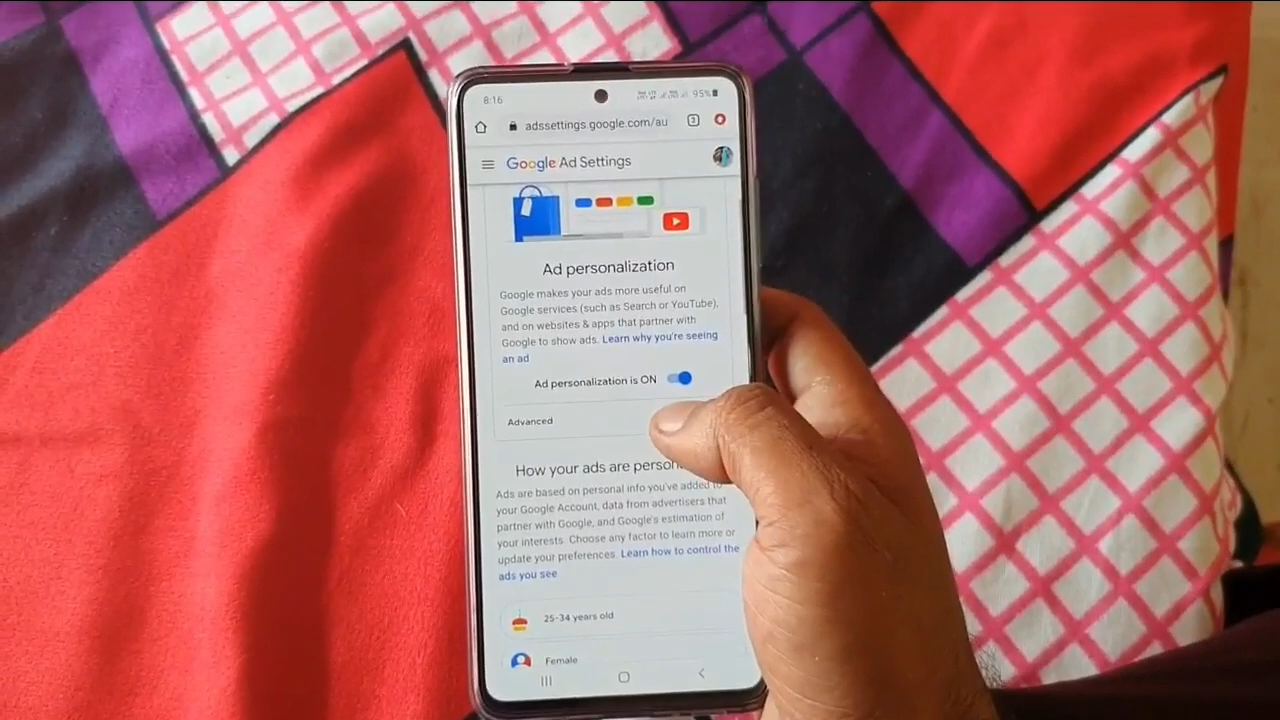 8:16
95%
adssettings.google.com/au
3
Google Ad Settings
Ad personalization
Google makes your ads more useful on
Google services (such as Search or YouTube),
and on websites & apps that partner with
Google to show ads. Learn why you're seeing
an ad
Ad personalization is ON
Advanced
How your ads are person
Ads are based on personal info you've added to
your Google Account, data from advertisers that
partner with Google, and Google's estimation of
your interests. Choose any factor to learn more or
update your preferences. Learn how to control the
ads you see
25-34 years old
Female